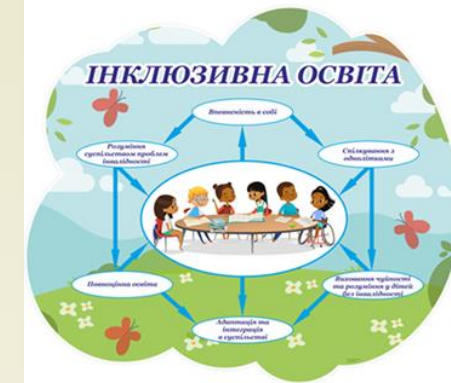 ІНКЛЮЗИВНА ОСВІТА
Впевненість в собі
Розуміння
суспільством проблем
інвалідності
Спілкування з
однолітками
Повноцінна освіта
Виховання чуйності
та розуміння у дітей
без інвалідності
Адаптація та
інтеграція
в суспільстві